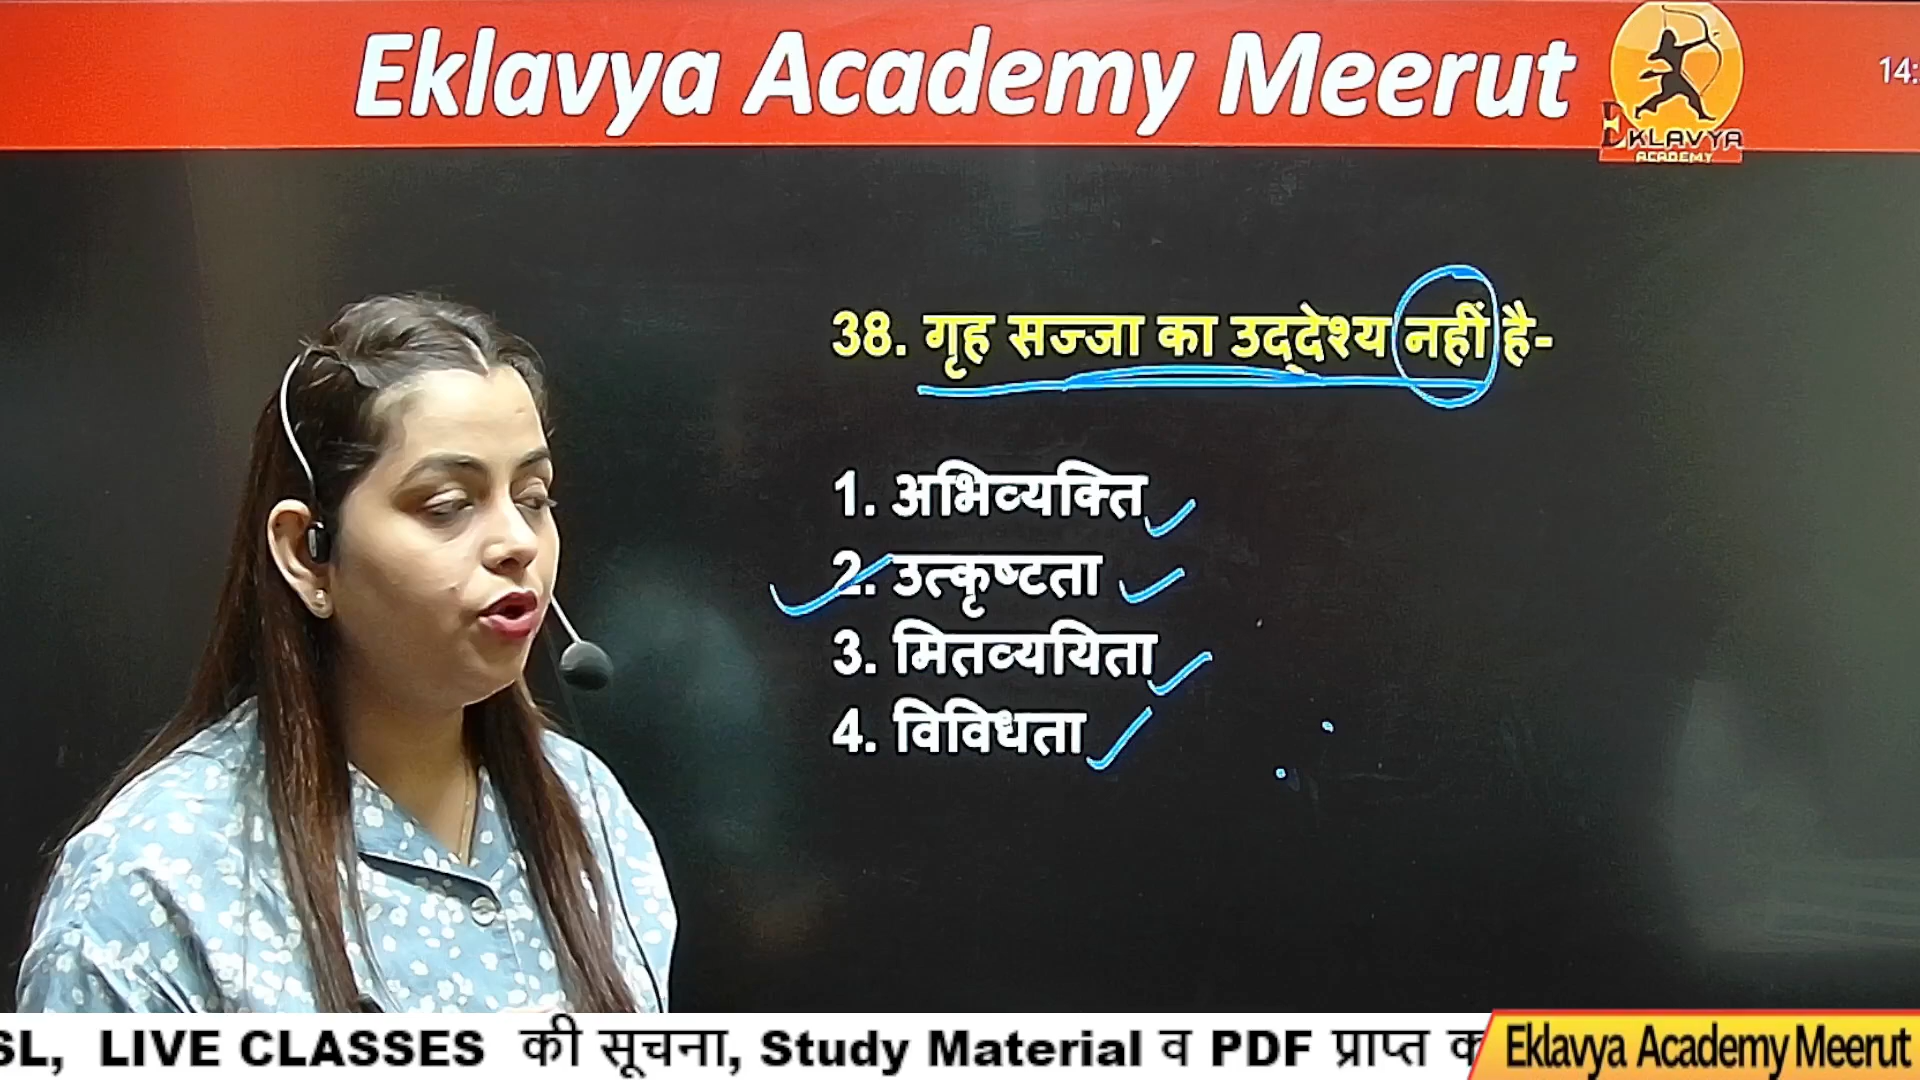 Eklavya Academy Meerut
14:
EKLAVYA
ACADEMY
38. गृह सज्जा का उद्देश्य नहीं है-
1. अभिव्यक्ति
2. उत्कृष्टता
3. मितव्ययिता
4. विविधता
SL, LIVE CLASSES की सूचना, Study Material व PDF प्राप्त क
Eklavya Academy Meerut